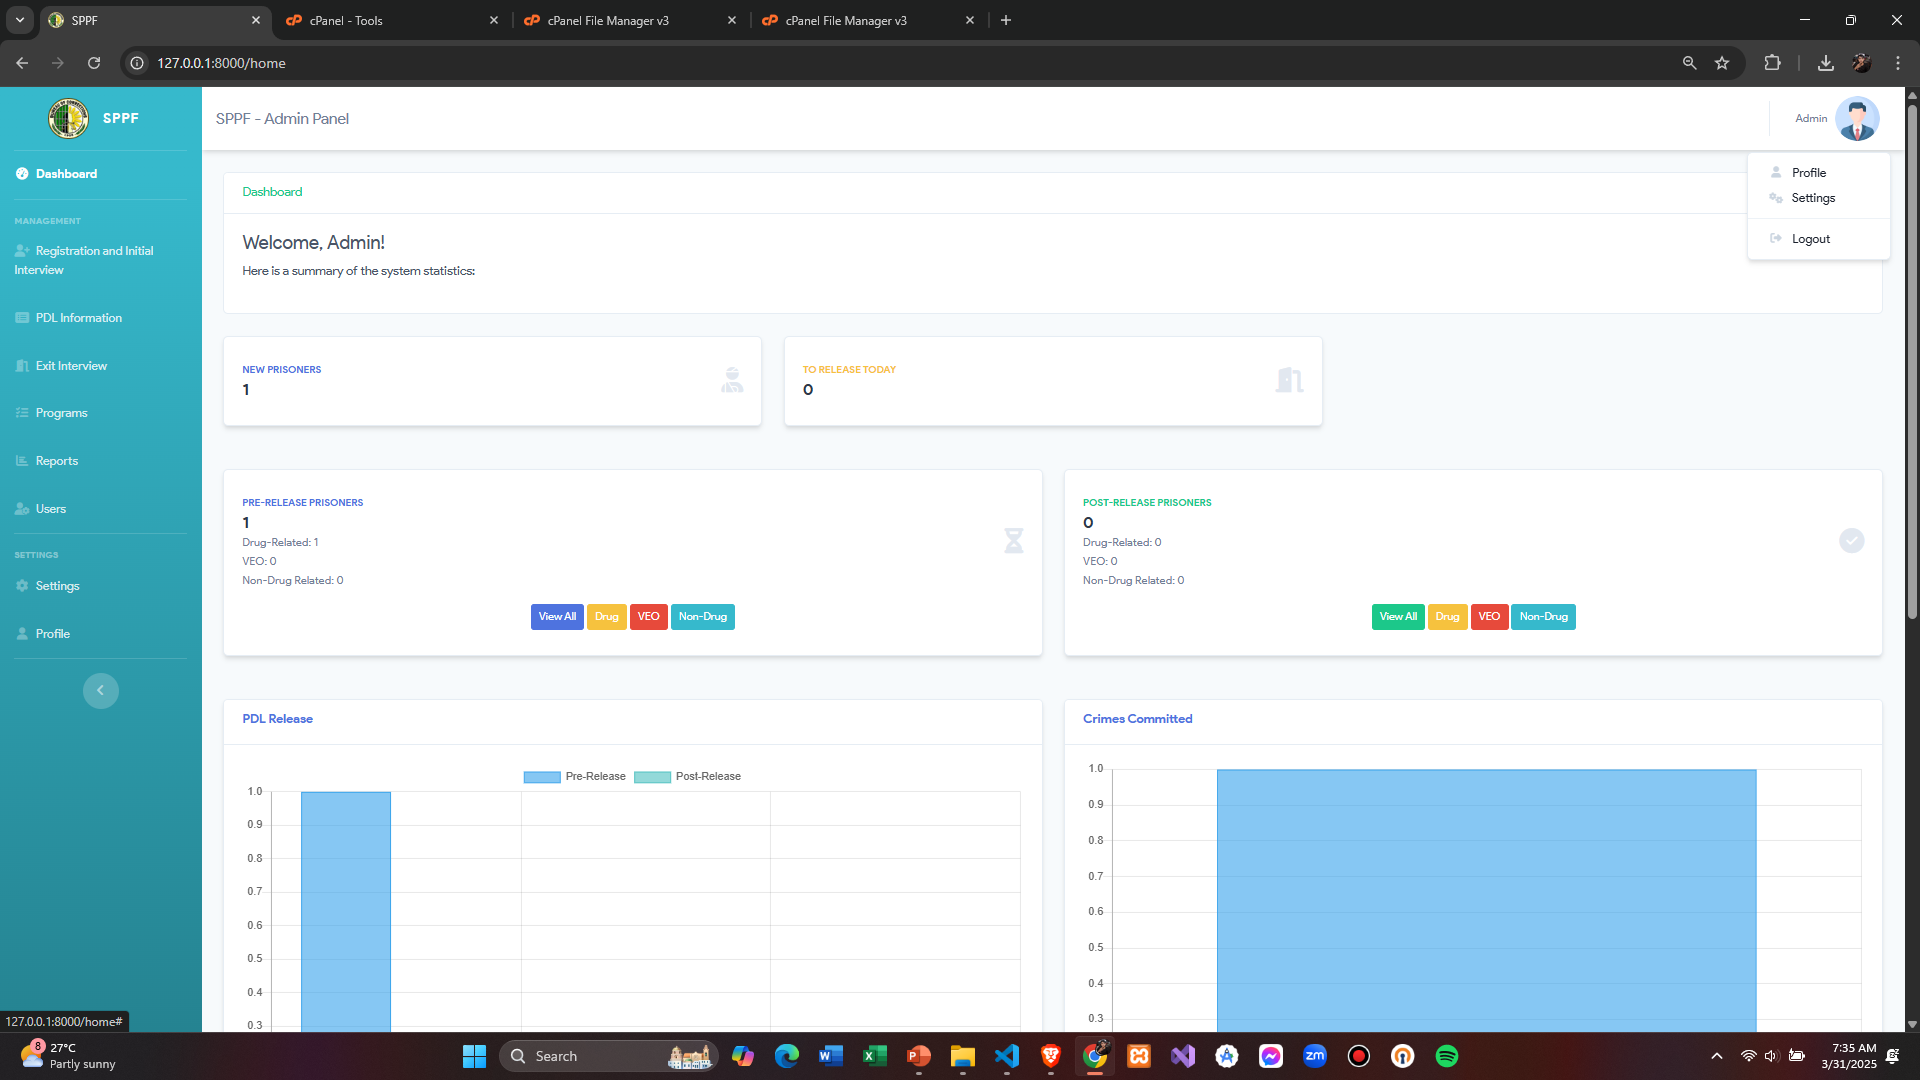 SPPF
cPanel - Tools
cPanel File Manager v3
cPanel File Manager v3
127.0.0.1:8000/home
SPPF
SPPF - Admin Panel
Admin
Profile
Settings
Logout
Dashboard
MANAGEMENT
Registration and Initial
Interview
PDL Information
Exit Interview
Programs
Reports
Users
SETTINGS
Settings
Profile
Dashboard
Welcome, Admin!
Here is a summary of the system statistics:
NEW PRISONERS
1
TO RELEASE TODAY
0
PRE-RELEASE PRISONERS
1
Drug-Related: 1
VEO: 0
Non-Drug Related: 0
View All Drug VEO Non-Drug
POST-RELEASE PRISONERS
0
Drug-Related: 0
VEO: 0
Non-Drug Related: 0
View All Drug VEO Non-Drug
PDL Release
Pre-Release Post-Release
1.0
0.9
0.8
0.7
0.6
0.5
0.4
0.3
Crimes Committed
1.0
0.9
0.8
0.7
0.6
0.5
0.4
0.3
127.0.0.1:8000/home#
8
27°C
Partly sunny
Search
zm
7:35 AM
3/31/2025